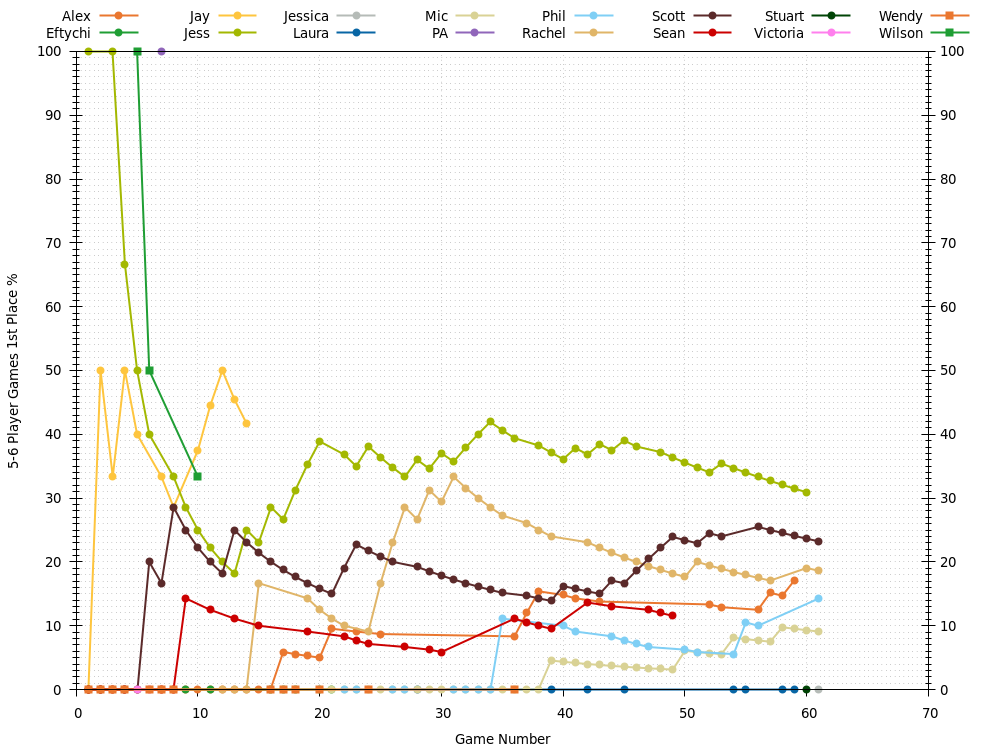 Alex Jay Jessica Mic Phil Scott Stuart Wendy
Eftychi Jess Laura PA Rachel Sean Victoria Wilson
100 100
90 90
80 80
70 70
60 60
50 50
40 40
30 30
20 20
10 10
0 0
5-6 Player Games 1st Place %
0 10 20 30 40 50 60 70
Game Number